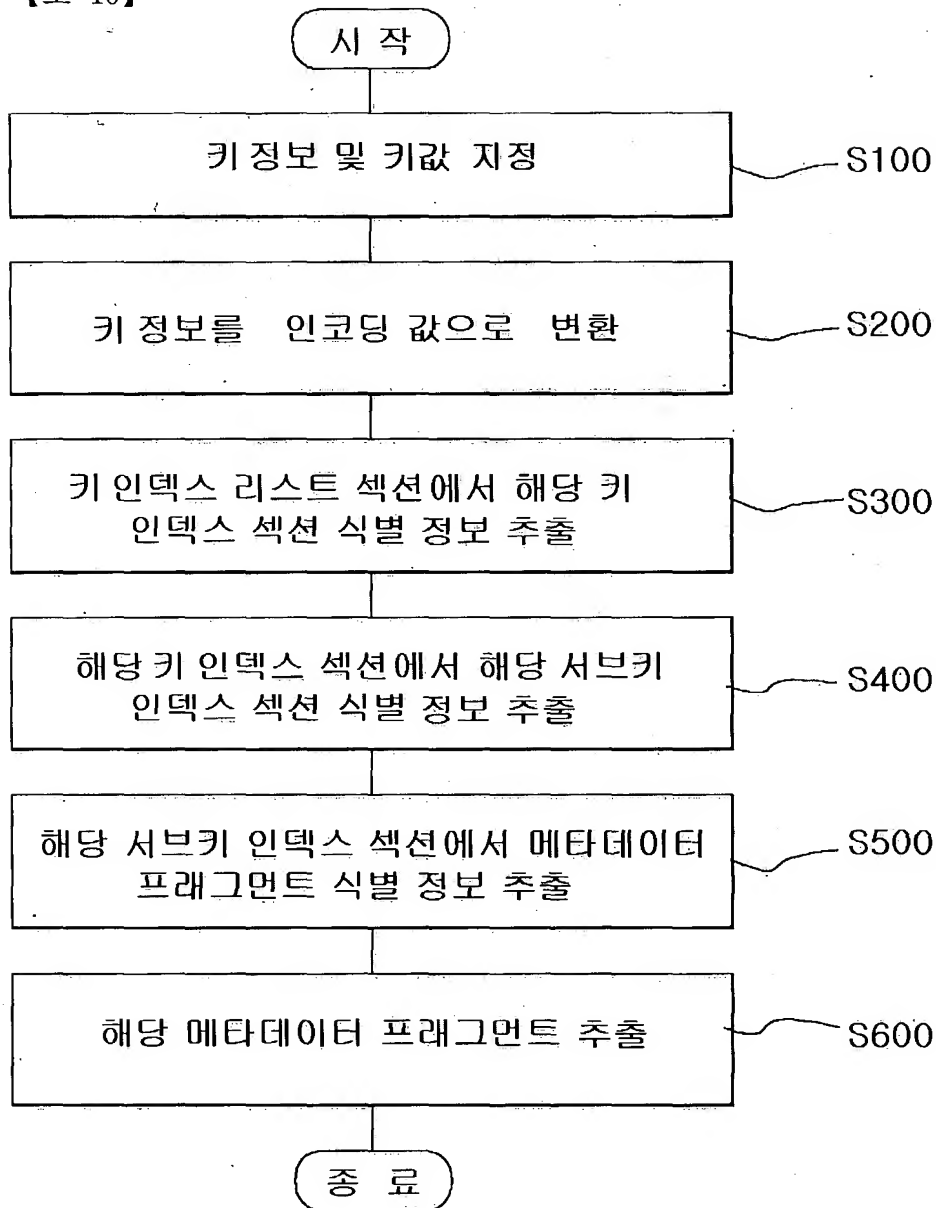 【도 10】
시 작
키 정보 및 키값 지정
S100
키 정보를 인코딩 값으로 변환
S200
키 인덱스 리스트 섹션에서 해당 키
인덱스 섹션 식별 정보 추출
S300
해당 키 인덱스 섹션에서 해당 서브키
인덱스 섹션 식별 정보 추출
S400
해당 서브키 인덱스 섹션에서 메타데이터
프래그먼트 식별 정보 추출
S500
해당 메타데이터 프래그먼트 추출
S600
종 료